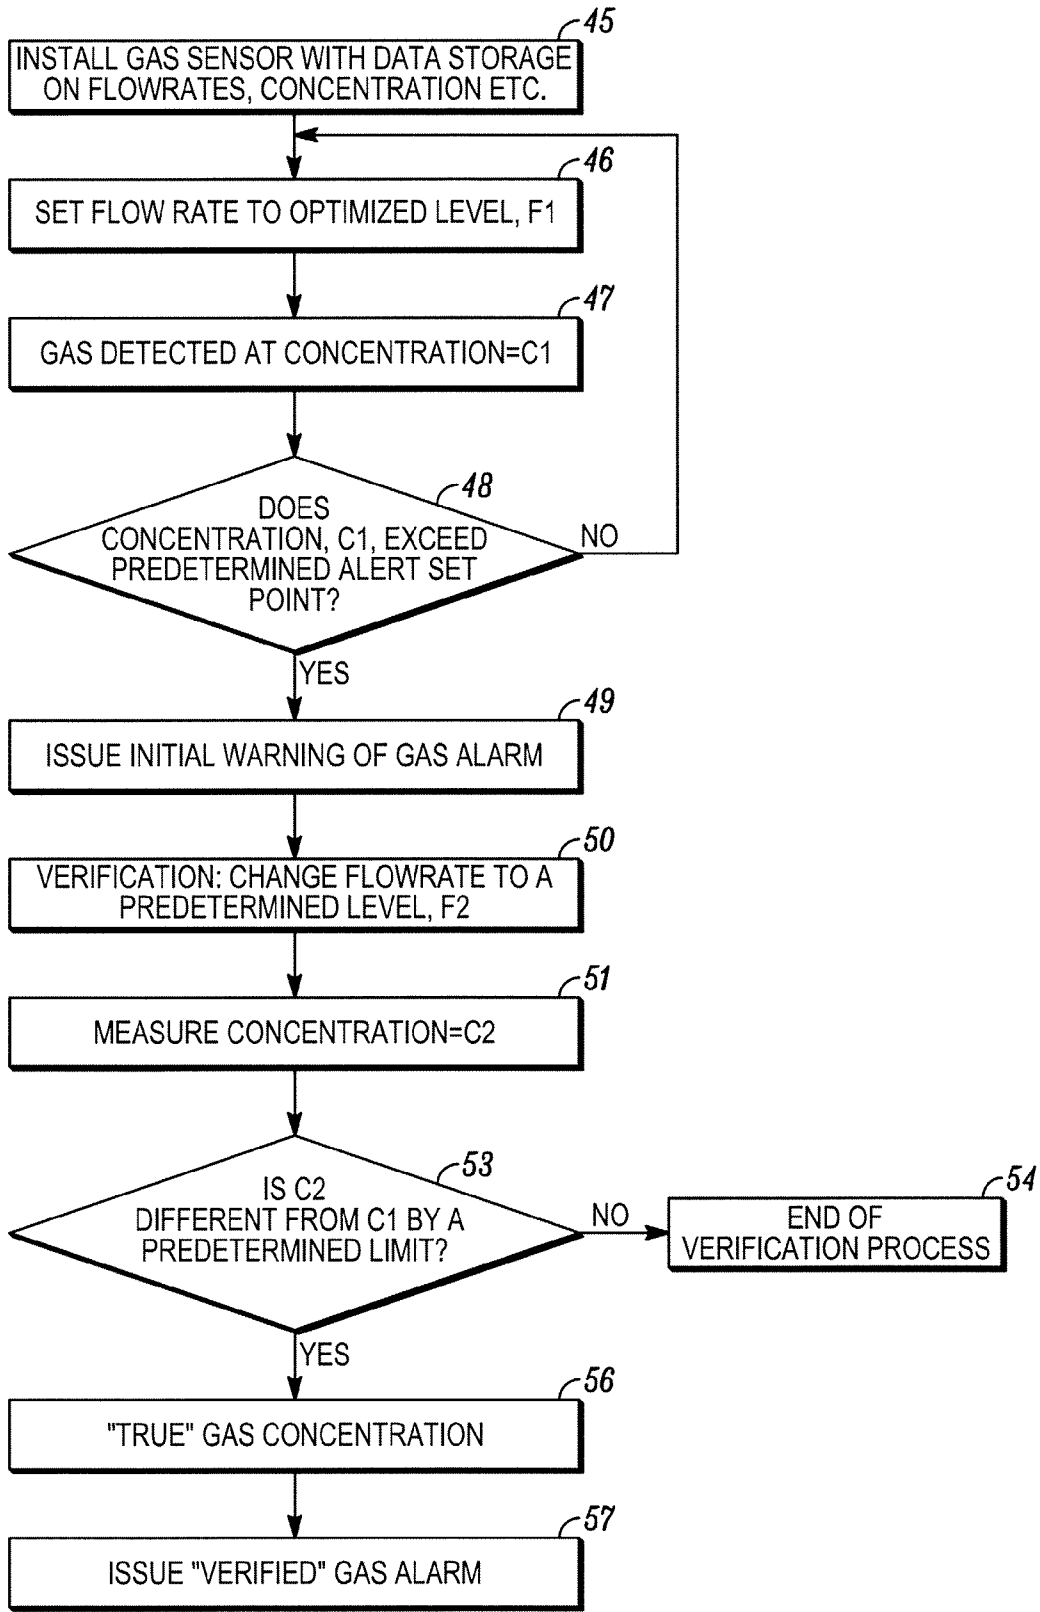 45
INSTALL GAS SENSOR WITH DATA STORAGE
ON FLOWRATES, CONCENTRATION ETC.
46
SET FLOW RATE TO OPTIMIZED LEVEL, F1
47
GAS DETECTED AT CONCENTRATION=C1
48
DOES
CONCENTRATION, C1, EXCEED
PREDETERMINED ALERT SET
POINT?
NO
YES
49
ISSUE INITIAL WARNING OF GAS ALARM
50
VERIFICATION: CHANGE FLOWRATE TO A
PREDETERMINED LEVEL, F2
51
MEASURE CONCENTRATION=C2
53
IS C2
DIFFERENT FROM C1 BY A
PREDETERMINED LIMIT?
NO
54
END OF
VERIFICATION PROCESS
YES
56
"TRUE" GAS CONCENTRATION
57
ISSUE "VERIFIED" GAS ALARM